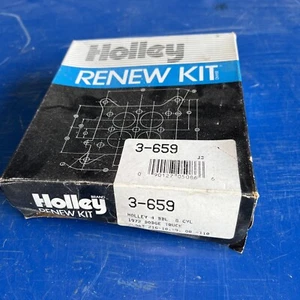 Holley
RENEW KIT
3-659
Holley
RENEW KIT
3-659
HOLLEY 4 BBL 8 CYL
1972 DODGE TRUCK